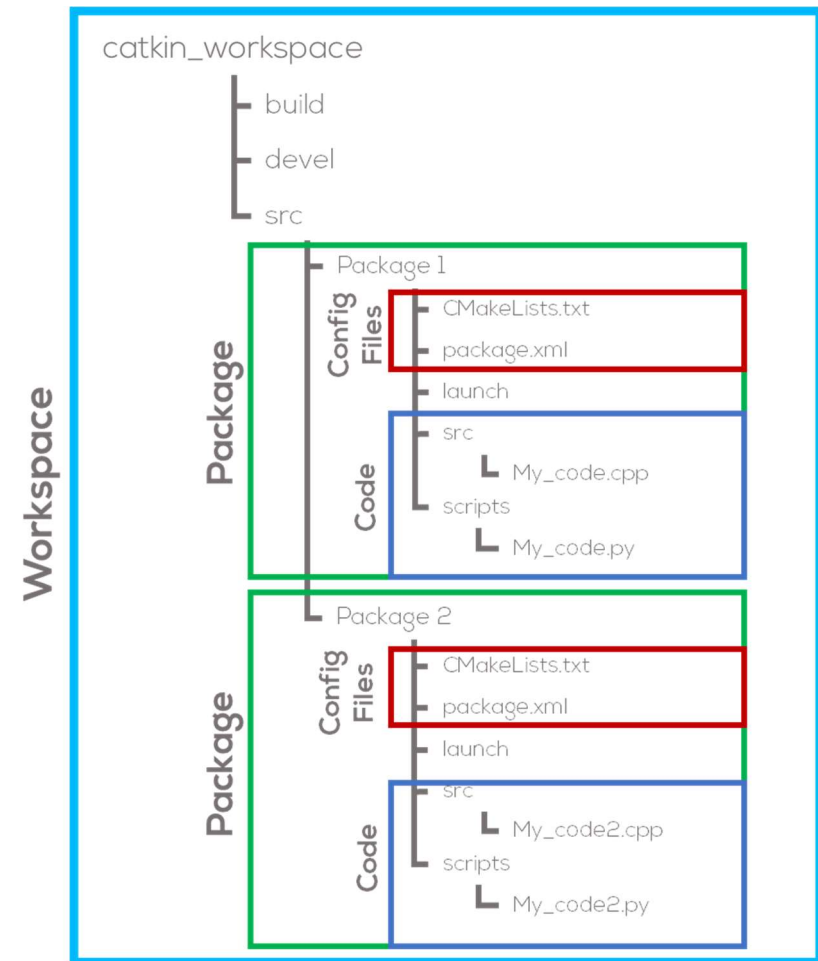 Workspace
catkin_workspace
build
devel
src
Package
Package 1
Config
Files
CMakeLists.txt
package.xml
launch
Code
src
My_code.cpp
scripts
My_code.py
Package
Package 2
Config
Files
CMakeLists.txt
package.xml
launch
Code
src
My_code2.cpp
scripts
My_code2.py